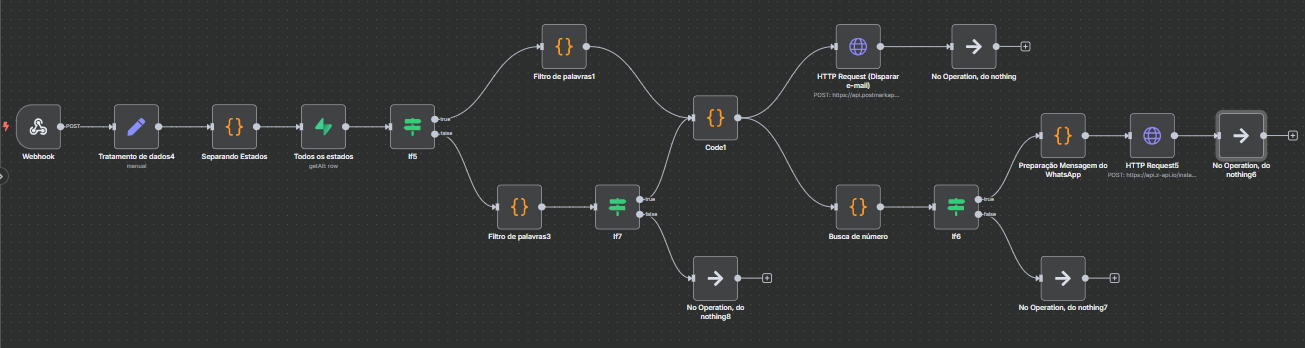 Filtro de palavras1
HTTP Request (Disparar
e-mail)
POST: https://api.postmarkap...
No Operation, do nothing
POST
Webhook
Tratamento de dados4
manual
Separando Estados
Todos os estados
getAll: row
true
false
If5
Code1
Preparação Mensagem do
WhatsApp
HTTP Request5
POST: https://api.z-api.io/insta...
No Operation, do
nothing6
Filtro de palavras3
true
false
If7
Busca de número
true
false
If6
No Operation, do
nothing8
No Operation, do nothing7